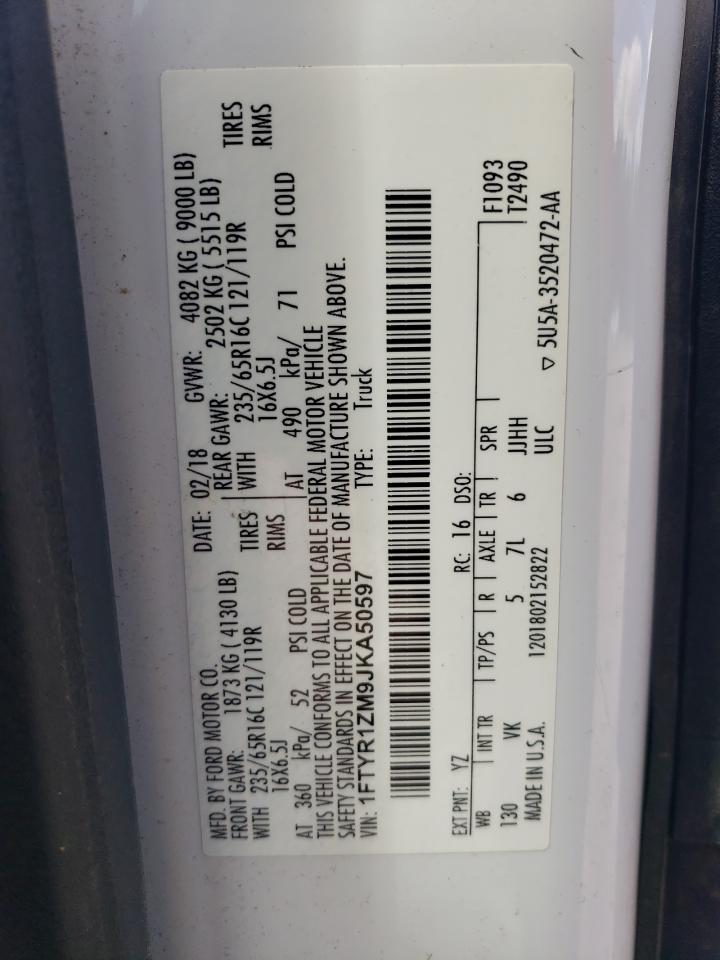 MFD. BY FORD MOTOR CO. DATE: 02/18 GVWR: 4082 KG ( 9000 LB)
FRONT GAWR: 1873 KG ( 4130 LB) REAR GAWR: 2502 KG ( 5515 LB)
WITH 235/65R16C 121/119R TIRES WITH 235/65R16C 121/119R TIRES
16X6.5J RIMS 16X6.5J RIMS
AT 360 kPa/ 52 PSI COLD AT 490 kPa/ 71 PSI COLD
THIS VEHICLE CONFORMS TO ALL APPLICABLE FEDERAL MOTOR VEHICLE
SAFETY STANDARDS IN EFFECT ON THE DATE OF MANUFACTURE SHOWN ABOVE.
VIN: 1FTYR1ZM9JKA50597 TYPE: Truck
EXT PNT: YZ RC: 16 DSO:
WB INT TR TP/PS R AXLE TR SPR F1093
130 VK 5 7L 6 JJHH T2490
MADE IN U.S.A. 1201802152822 ULC ▽ 5U5A-3520472-AA